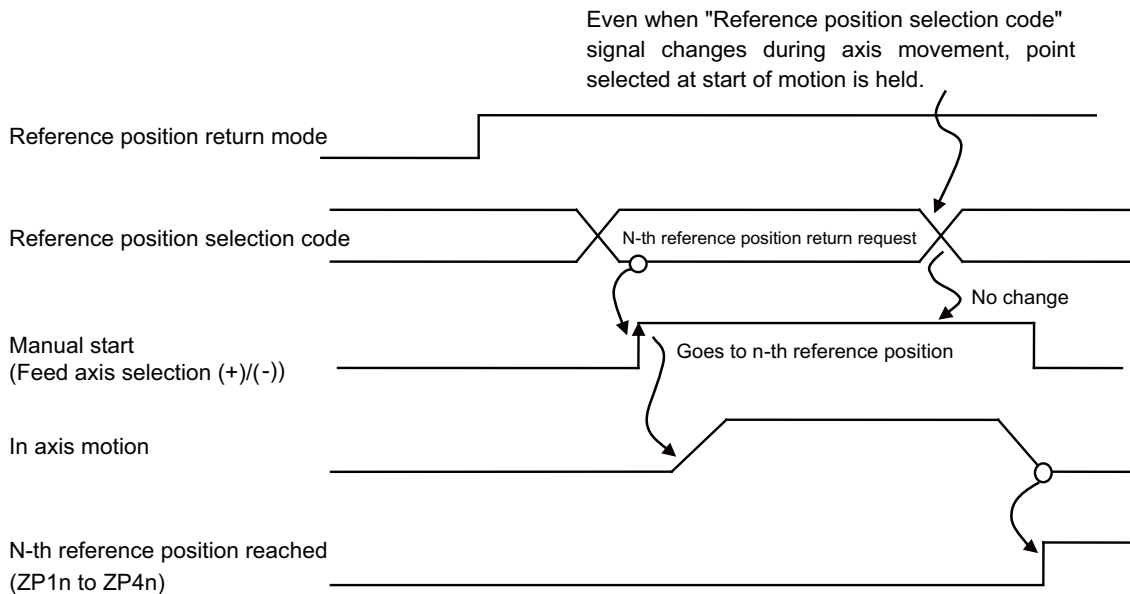 Even when "Reference position selection code"
signal changes during axis movement, point
selected at start of motion is held.
Reference position return mode
Reference position selection code
N-th reference position return request
No change
Manual start
(Feed axis selection (+)/(-))
Goes to n-th reference position
In axis motion
N-th reference position reached
(ZP1n to ZP4n)